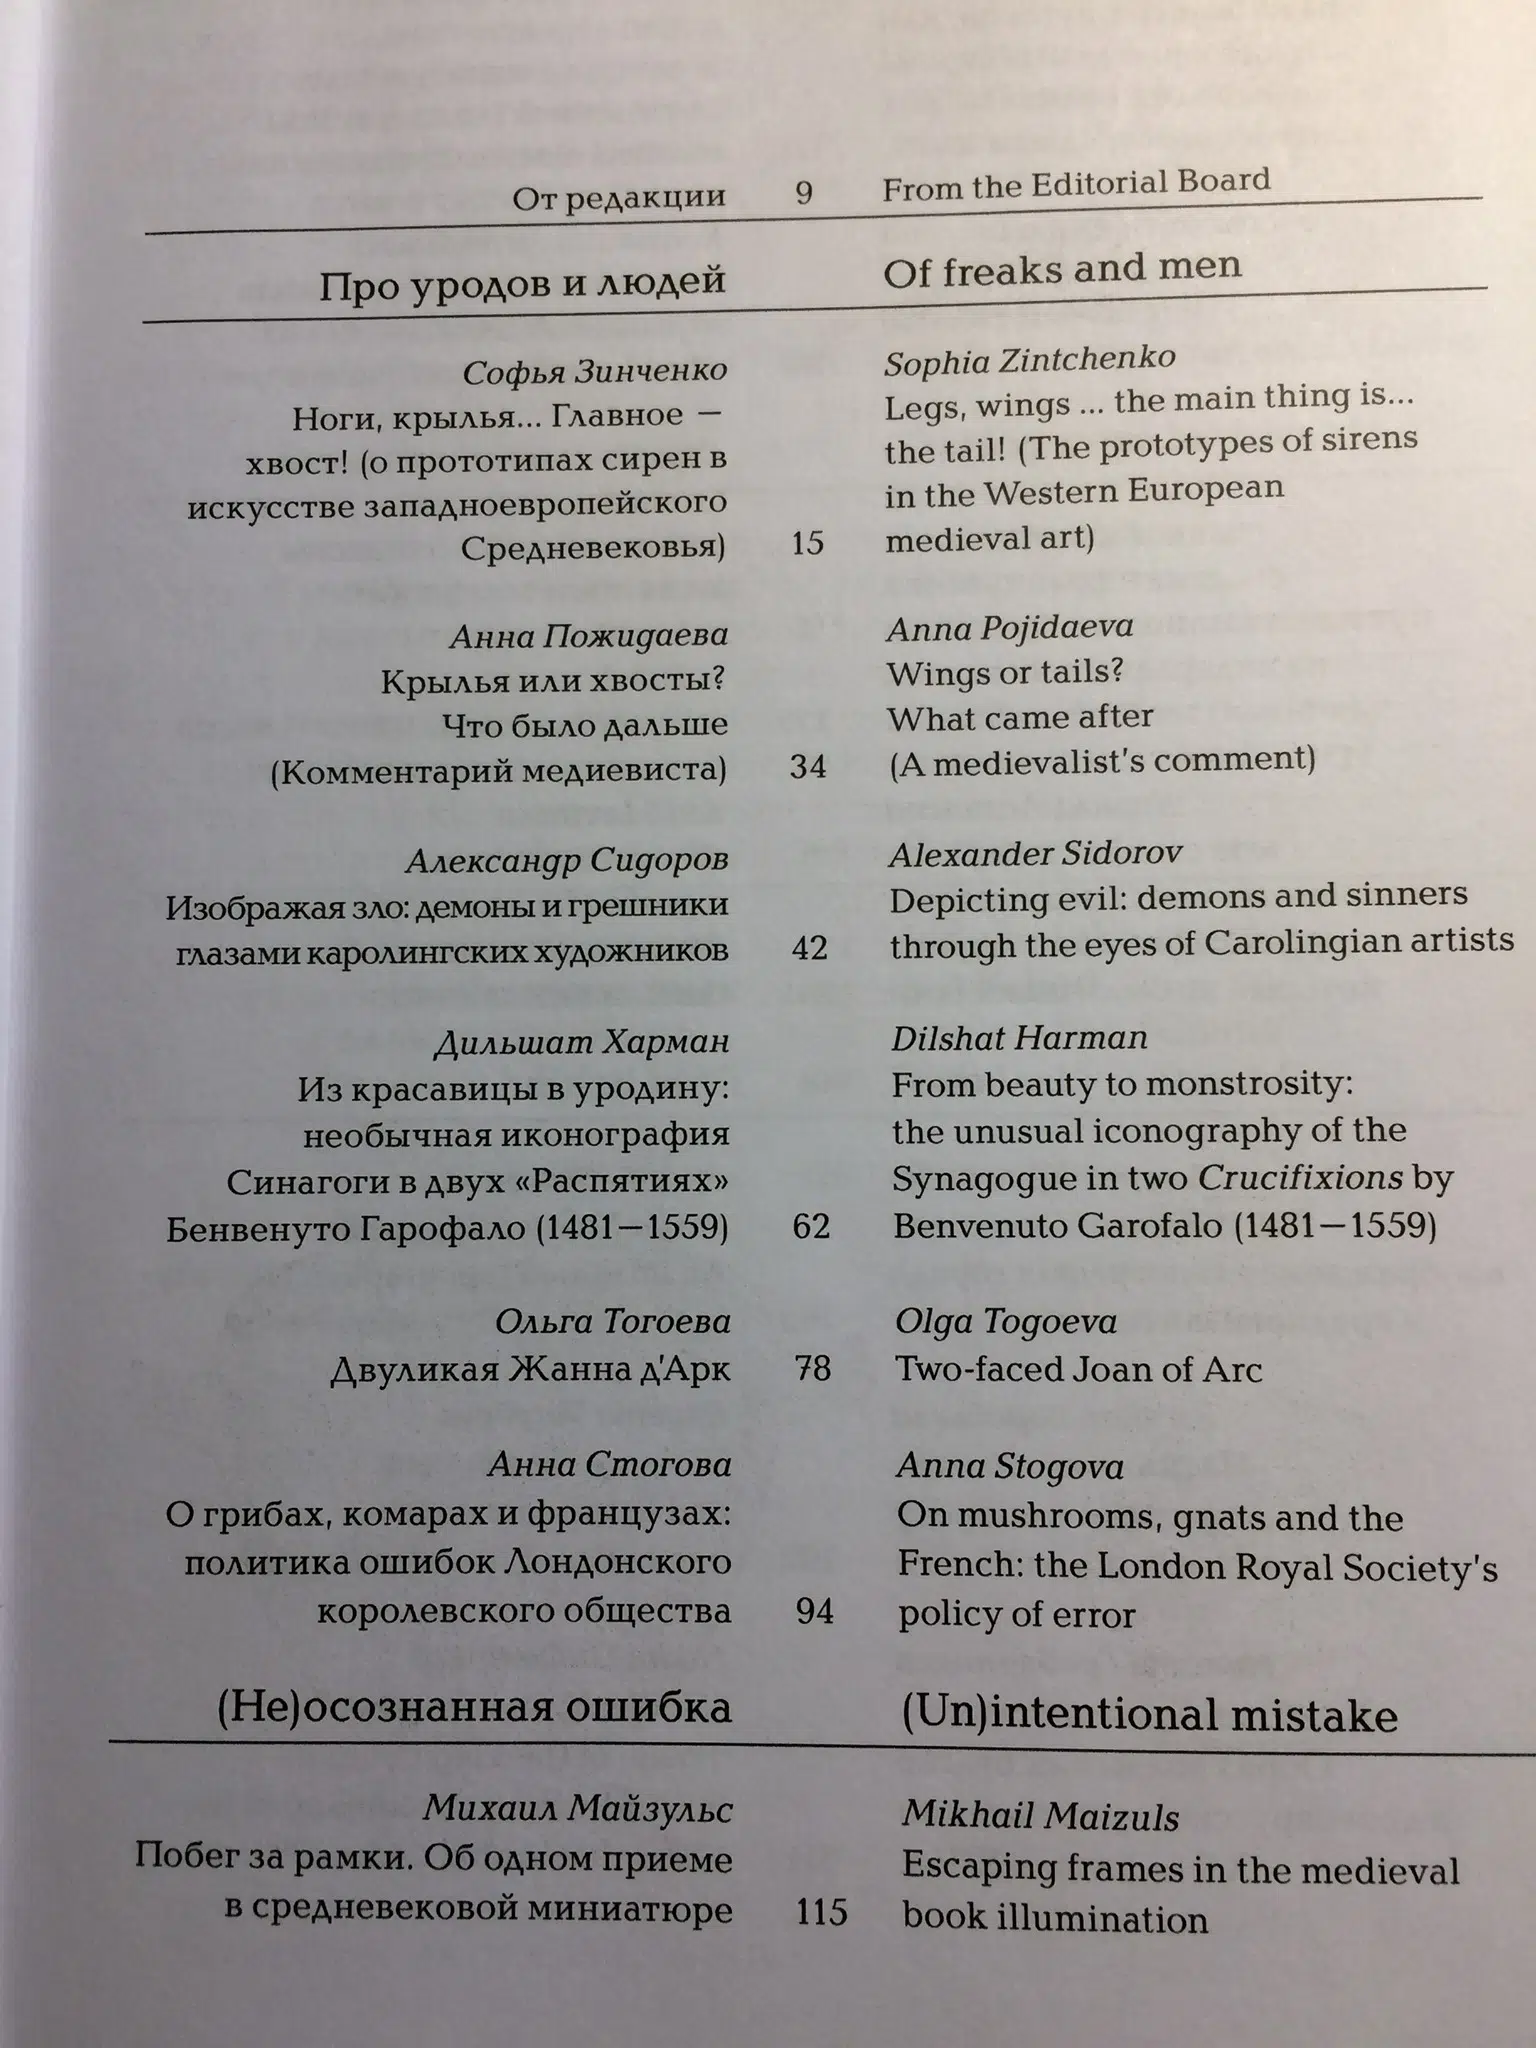 От редакции 9 From the Editorial Board
Про уродов и людей Of freaks and men
Софья Зинченко Sophia Zintchenko
Ноги, крылья... Главное — Legs, wings ... the main thing is...
хвост! (о прототипах сирен в the tail! (The prototypes of sirens
искусстве западноевропейского in the Western European
Средневековья) 15 medieval art)
Анна Пожидаева Anna Pojidaeva
Крылья или хвосты? Wings or tails?
Что было дальше What came after
(Комментарий медиевиста) 34 (A medievalist's comment)
Александр Сидоров Alexander Sidorov
Изображая зло: демоны и грешники Depicting evil: demons and sinners
глазами каролингских художников 42 through the eyes of Carolingian artists
Дильшат Харман Dilshat Harman
Из красавицы в уродину: From beauty to monstrosity:
необычная иконография the unusual iconography of the
Синагоги в двух «Распятиях» Synagogue in two Crucifixions by
Бенвенуто Гарофало (1481—1559) 62 Benvenuto Garofalo (1481—1559)
Ольга Тогоева Olga Togoeva
Двуликая Жанна д'Арк 78 Two-faced Joan of Arc
Анна Стогова Anna Stogova
О грибах, комарах и французах: On mushrooms, gnats and the
политика ошибок Лондонского French: the London Royal Society's
королевского общества 94 policy of error
(Не)осознанная ошибка (Un)intentional mistake
Михаил Майзульс Mikhail Maizuls
Побег за рамки. Об одном приеме Escaping frames in the medieval
в средневековой миниатюре 115 book illumination